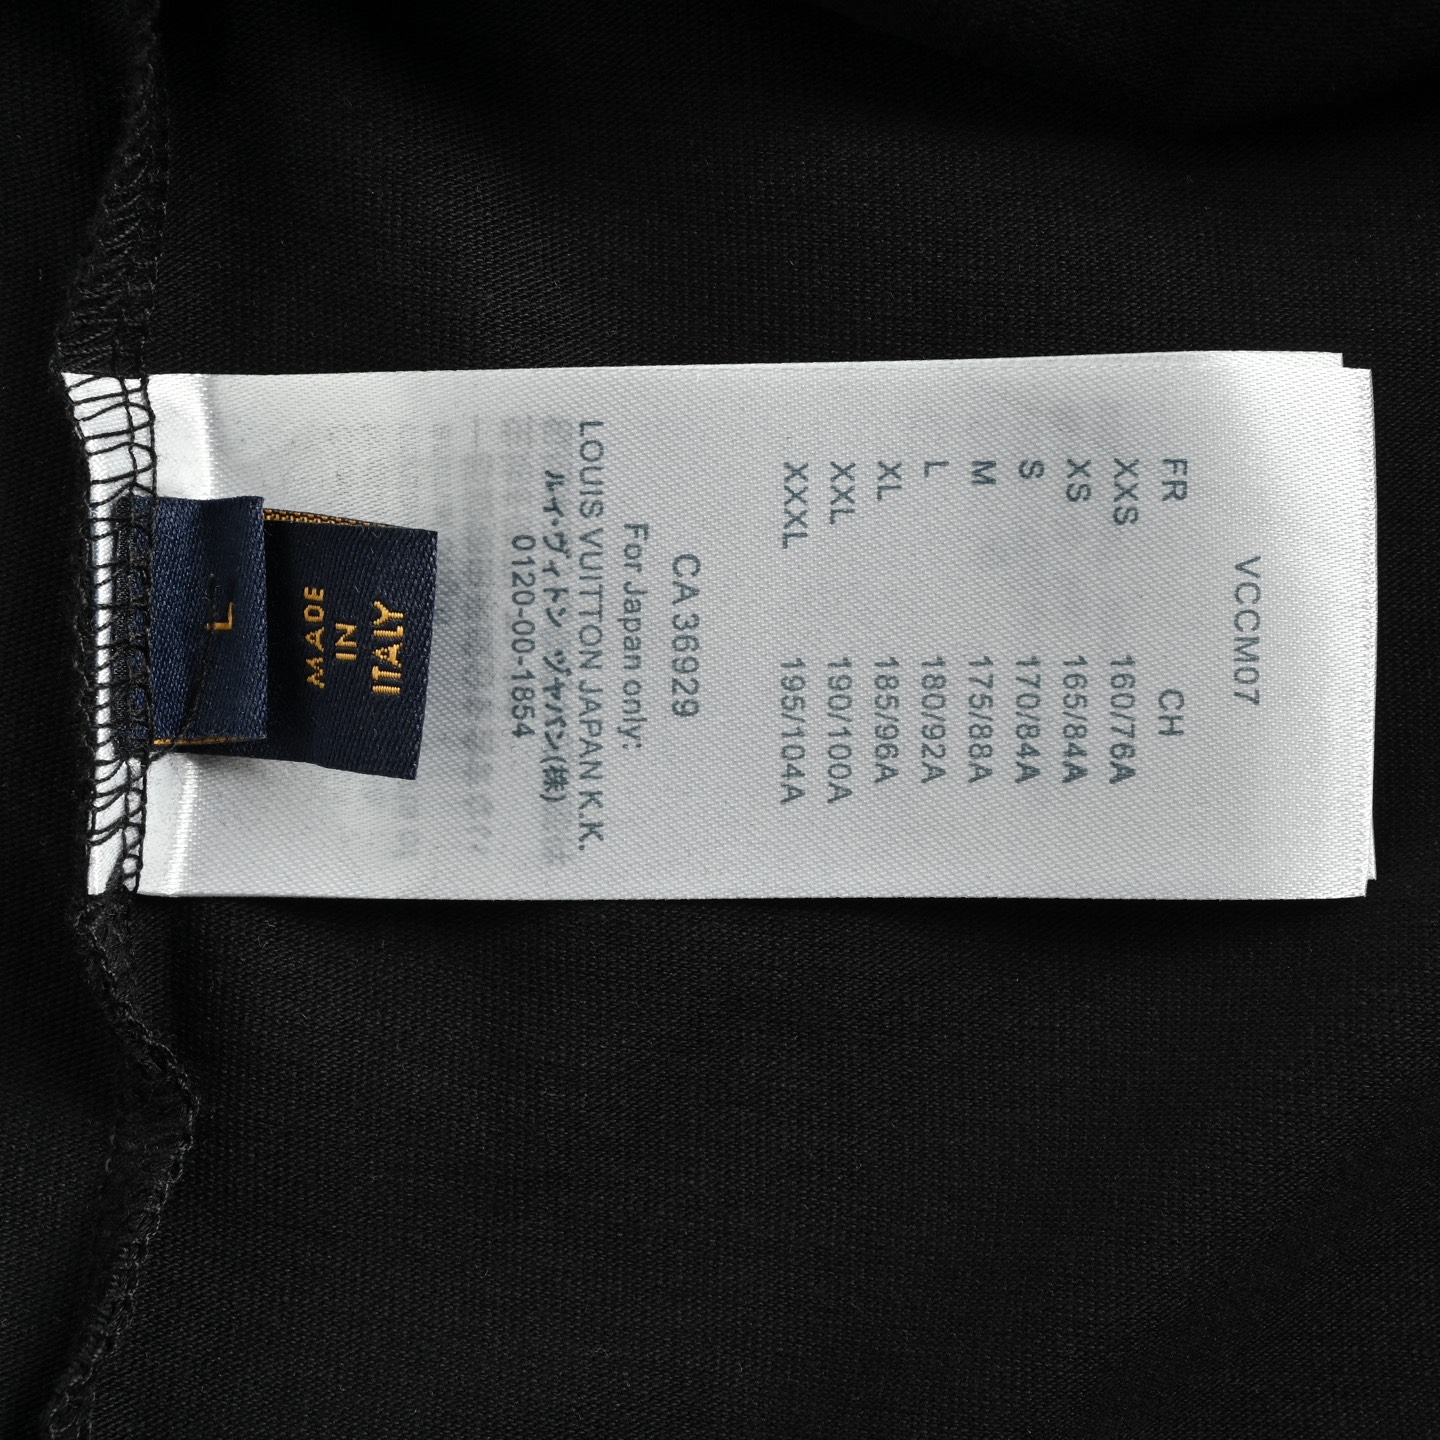 VCCM07
FR CH
XXS 160/76A
XS 165/84A
S 170/84A
M 175/88A
L 180/92A
XL 185/96A
XXL 190/100A
XXXL 195/104A
CA 36929
For Japan only:
LOUIS VUITTON JAPAN K.K.
ルイ・ヴィトン ジャパン(株)
0120-00-1854
L
MADE
IN
ITALY